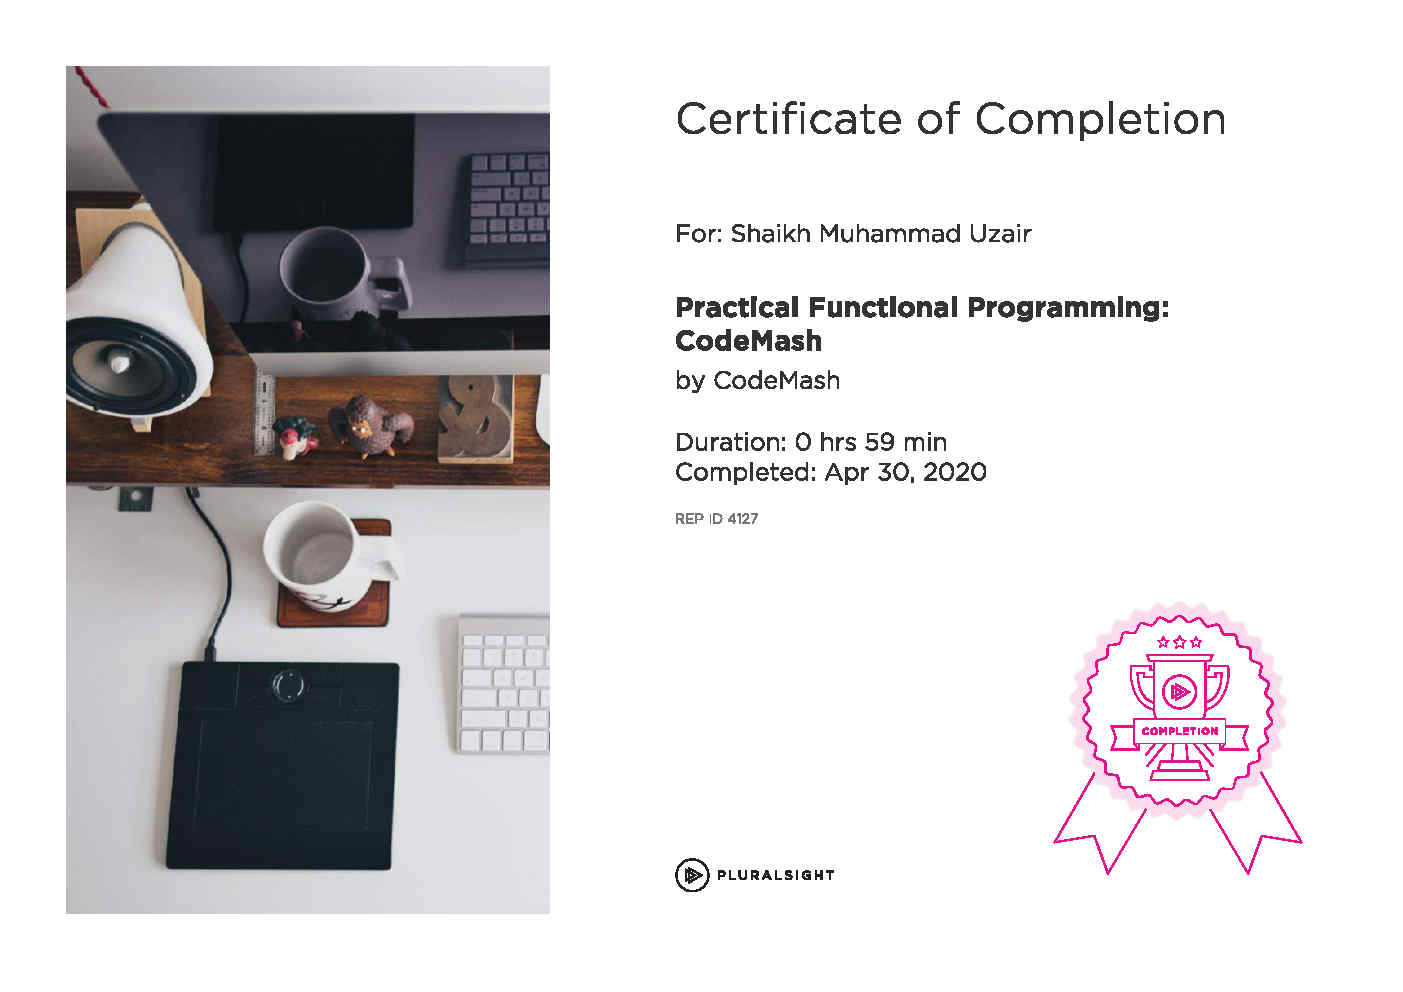 Certificate of Completion
For: Shaikh Muhammad Uzair
Practical Functional Programming:
CodeMash
by CodeMash
Duration: 0 hrs 59 min
Completed: Apr 30, 2020
REP ID 4127
COMPLETION
PLURALSIGHT